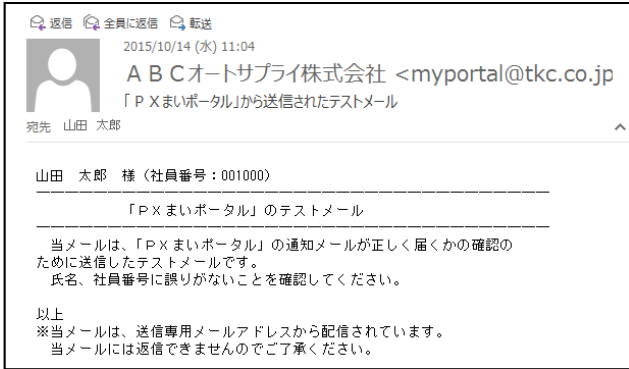 返信 全員に返信 転送
2015/10/14 (水) 11:04
ＡＢＣオートサプライ株式会社 <myportal@tkc.co.jp
「ＰＸまいポータル」から送信されたテストメール
宛先 山田 太郎
山田　太郎　様（社員番号：001000）
「ＰＸまいポータル」のテストメール
当メールは、「ＰＸまいポータル」の通知メールが正しく届くかの確認の
ために送信したテストメールです。
氏名、社員番号に誤りがないことを確認してください。
以上
※当メールは、送信専用メールアドレスから配信されています。
当メールには返信できませんのでご了承ください。